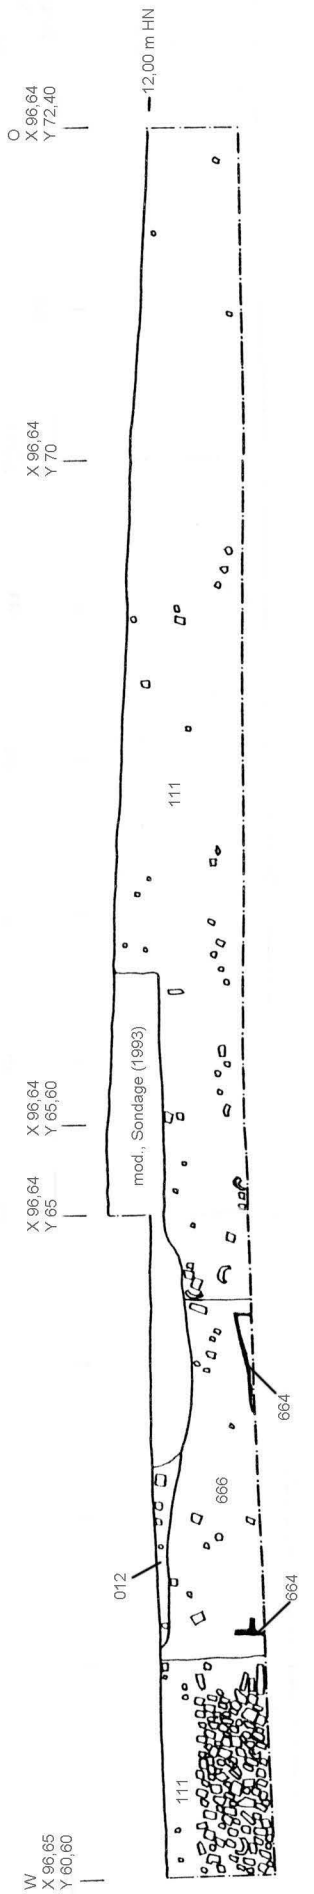 W
X 96,65
Y 60,60
X 96,64
Y 65
X 96,64
Y 65,60
X 96,64
Y 70
O
X 96,64
Y 72,40
12,00 m HN
012
mod., Sondage (1993)
111
111
666
664
664